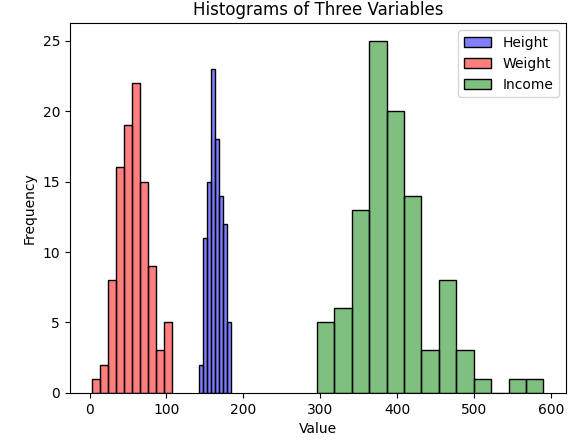 Histograms of Three Variables
Height
Weight
Income
Frequency
25
20
15
10
5
0
0 100 200 300 400 500 600
Value